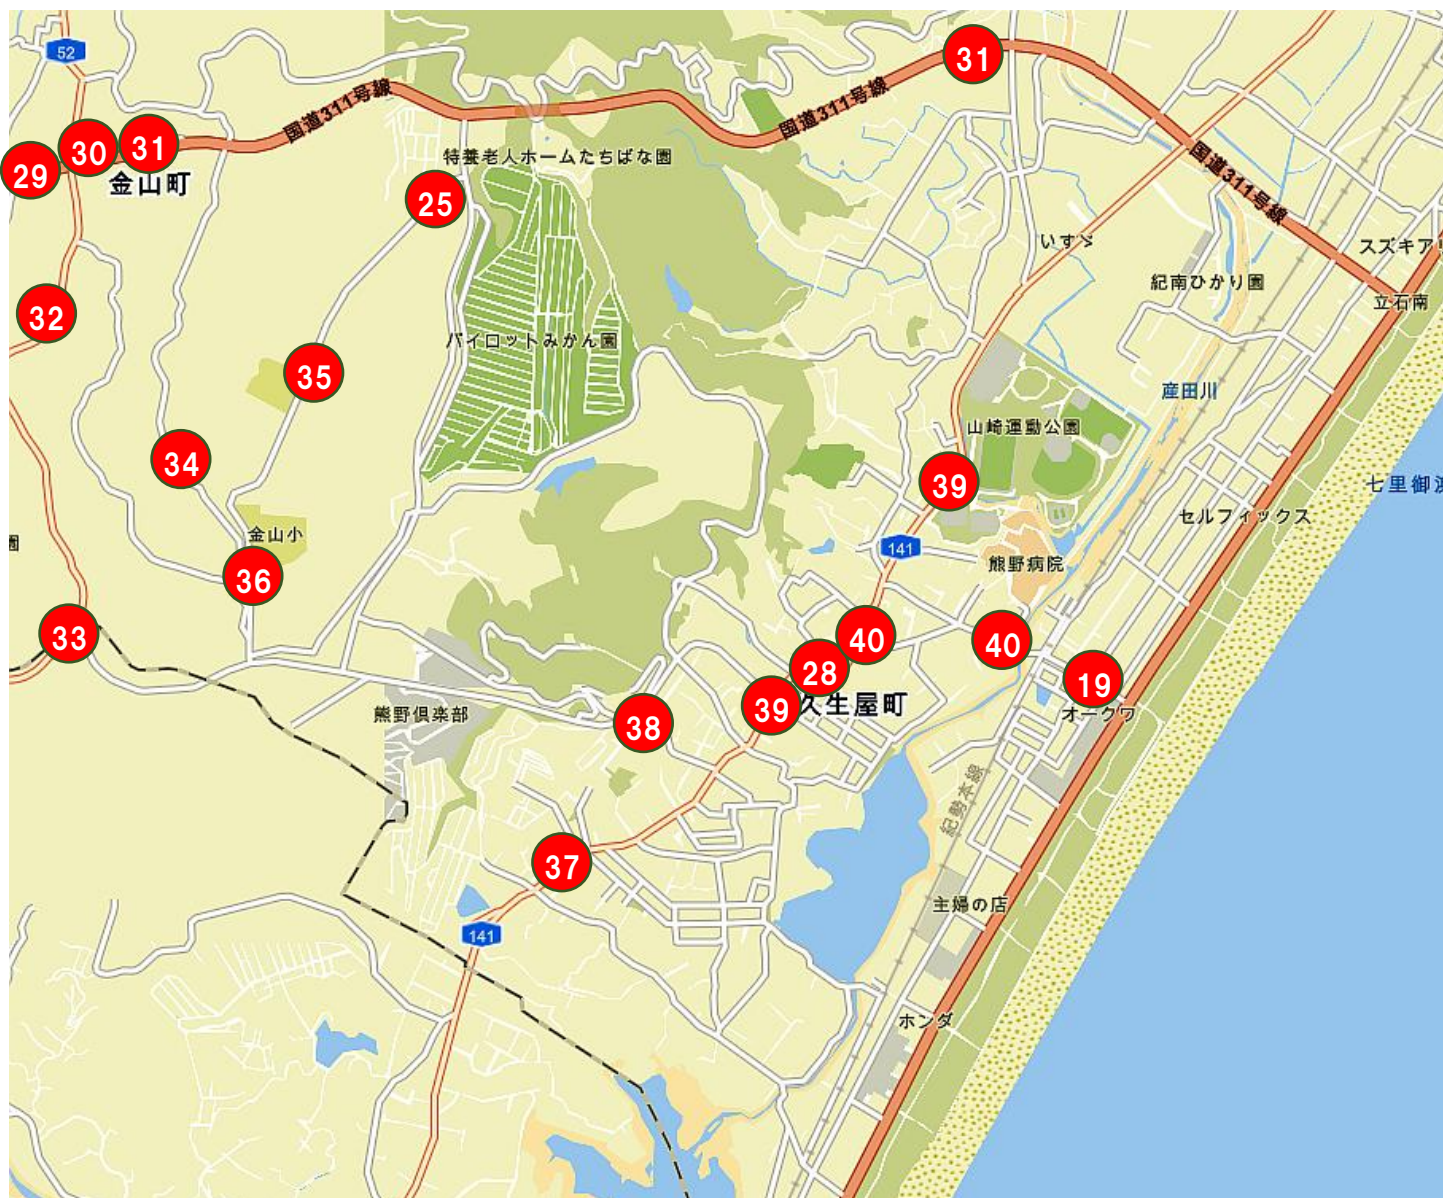 52
31
国道311号線
国道311号線
30
31
29
金山町
特養老人ホームたちばな園
国道311号線
25
いすゞ
スズキア
紀南ひかり園
立石南
32
パイロットみかん園
35
産田川
山崎運動公園
34
39
七里御浜
セルフィックス
金山小
園
141
熊野病院
36
33
40
40
28
19
39
久生屋町
オークワ
熊野倶楽部
38
紀勢本線
37
主婦の店
141
ホンダ